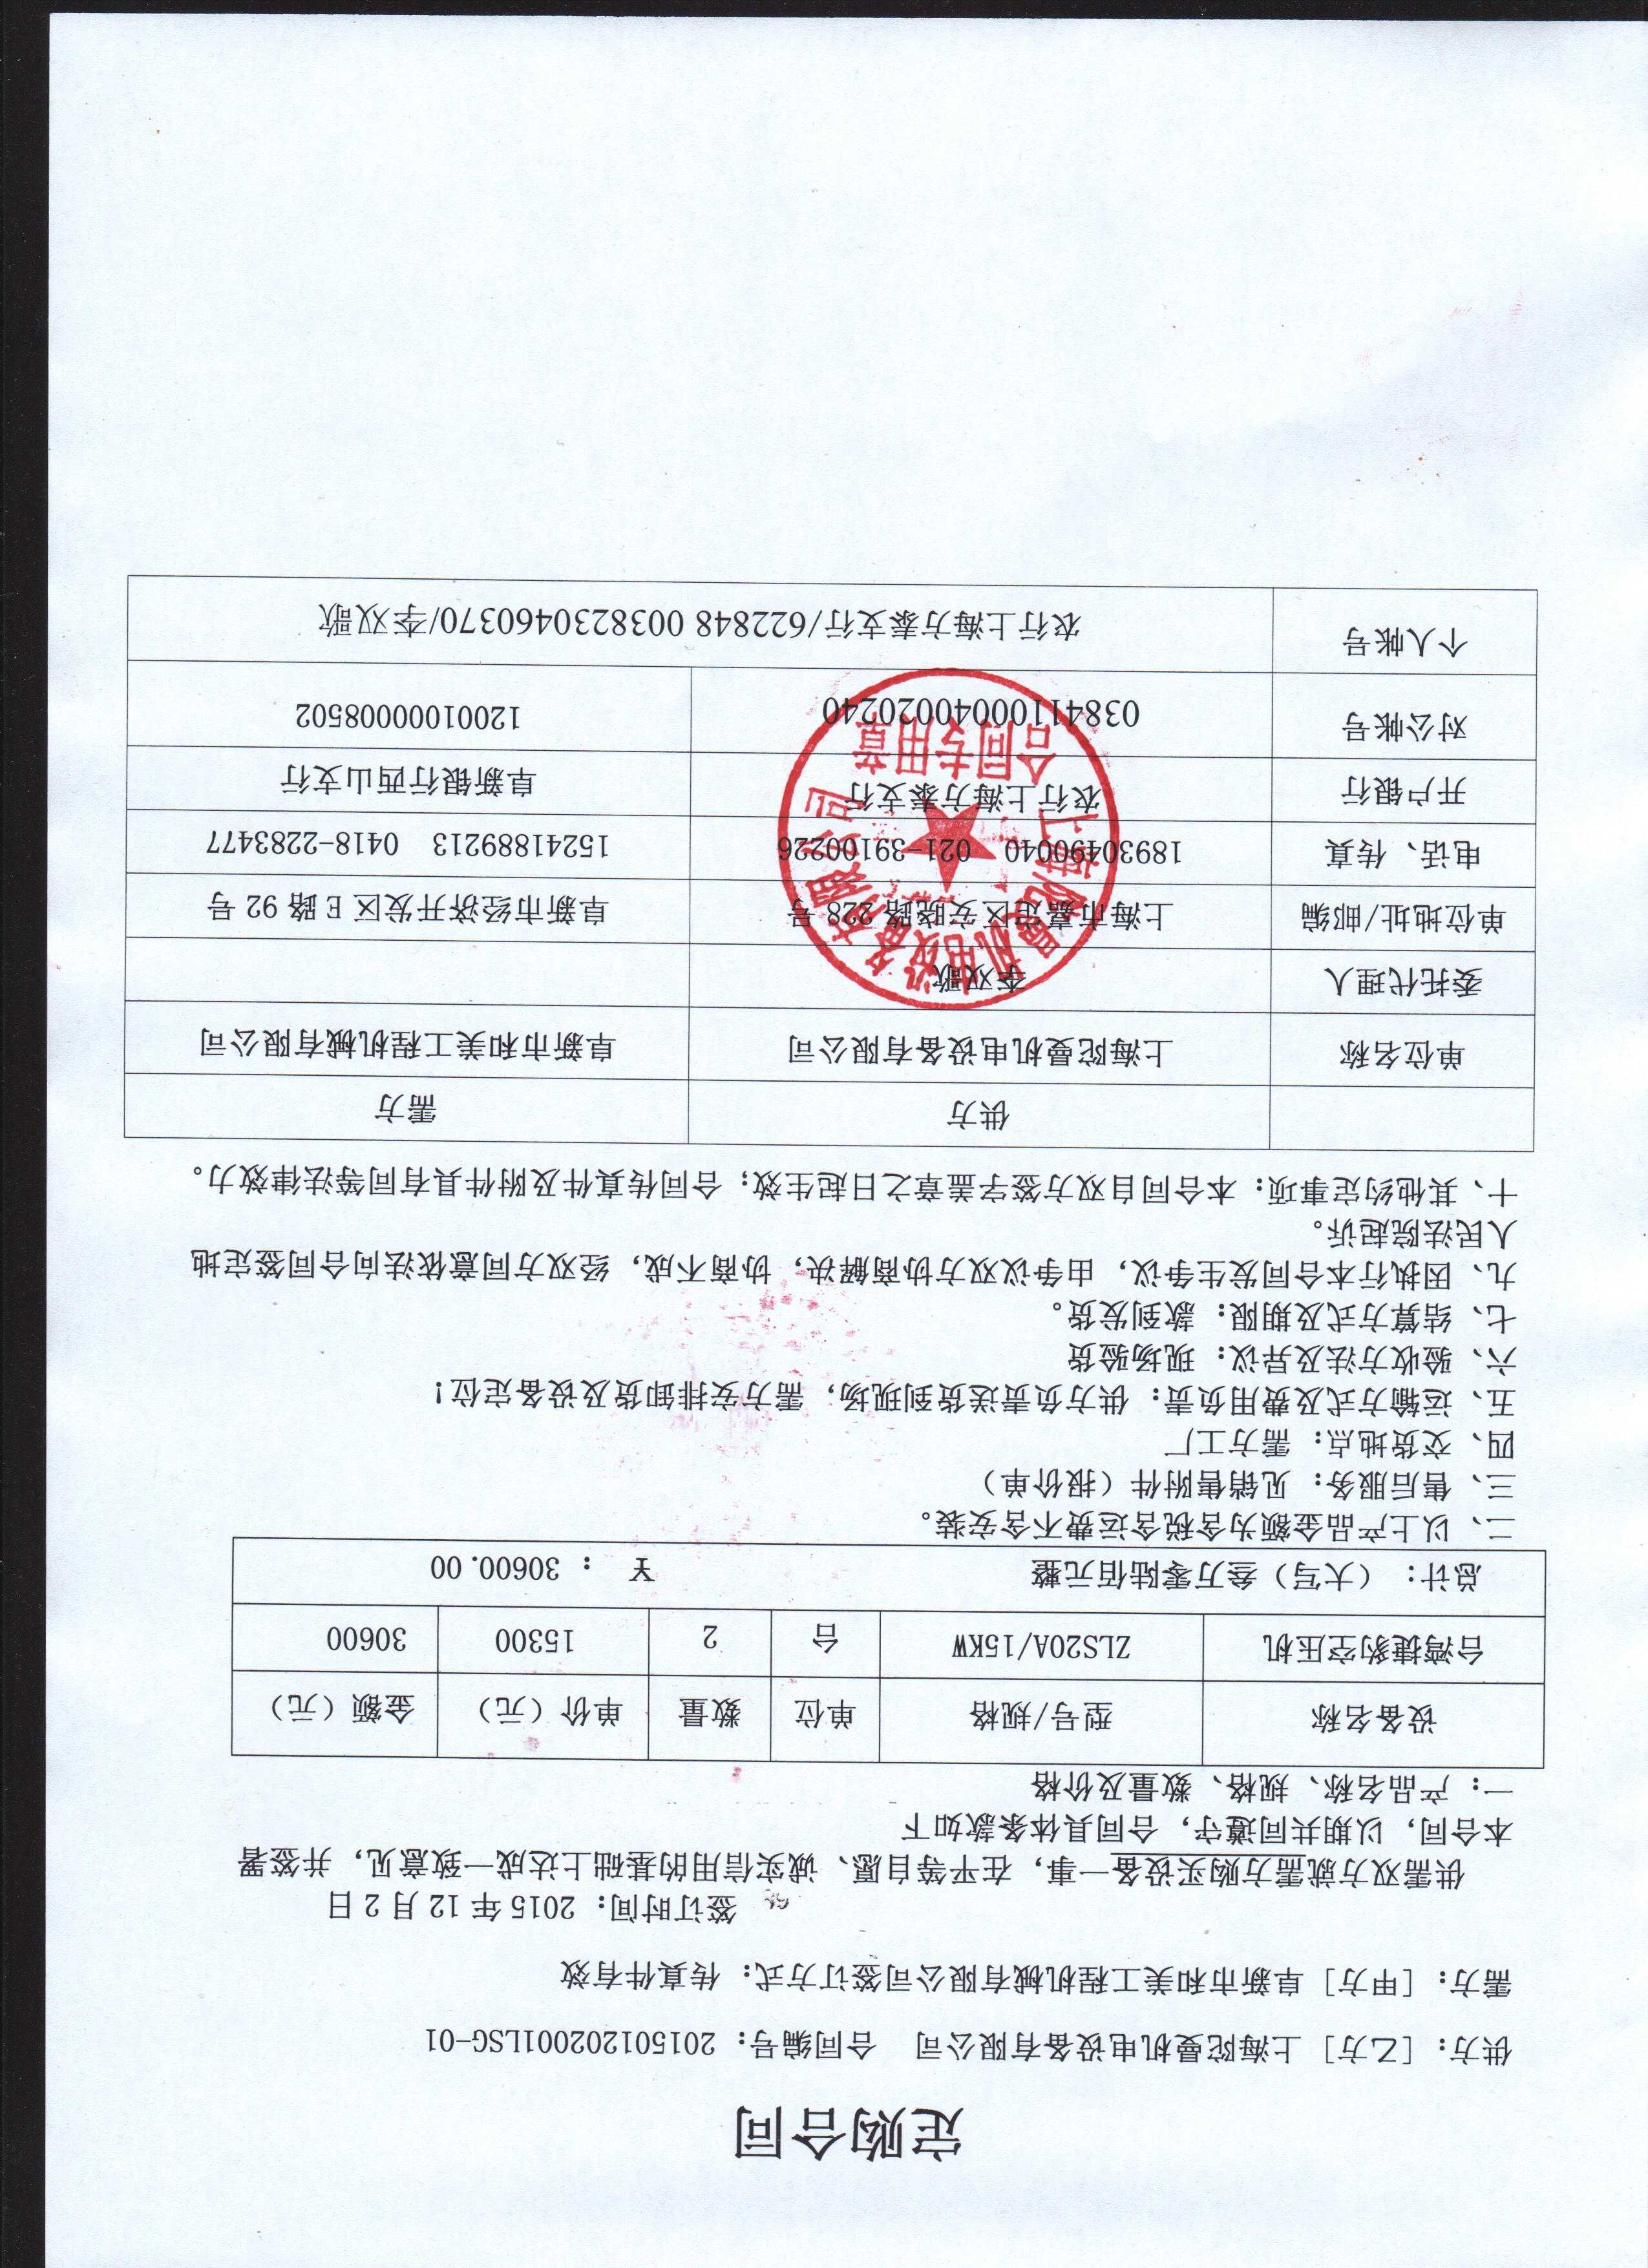 定购合同
供方：[乙方] 上海陀曼机电设备有限公司 合同编号：201501202001LSG-01
需方：[甲方] 阜新市和美工程机械有限公司签订方式：传真件有效
签订时间：2015年12月2日
供需双方就需方购买设备一事，在平等自愿、诚实信用的基础上达成一致意见，并签署
本合同，以期共同遵守，合同具体条款如下
一：产品名称、规格、数量及价格
设备名称 型号/规格 单位 数量 单价（元） 金额（元）
台湾捷豹空压机 ZLS20A/15KW 台 2 15300 30600
总计：（大写）叁万零陆佰元整 ￥：30600.00
二、以上产品金额为含税含运费不含安装。
三、售后服务：见销售附件（报价单）
四、交货地点：需方工厂
五、运输方式及费用负责：供方负责送货到现场，需方安排卸货及设备定位！
六、验收方法及异议：现场验货
七、结算方式及期限：款到发货。
九、因执行本合同发生争议，由争议双方协商解决，协商不成，经双方同意依法向合同签定地
人民法院起诉。
十、其他约定事项：本合同自双方签字盖章之日起生效；合同传真件及附件具有同等法律效力。
供方 需方
单位名称 上海陀曼机电设备有限公司 阜新市和美工程机械有限公司
委托代理人 李双歌
单位地址/邮编 上海市嘉定区安晓路228号 阜新市经济开发区E路92号
电话、传真 18930490040 021-39100226 15241889213 0418-2283477
开户银行 农行上海方泰支行 阜新银行西山支行
对公帐号 03841100040020240 12001000008502
个人帐号 农行上海方泰支行/622848 0038230460370/李双歌
上海陀曼机电设备有限公司
合同专用章